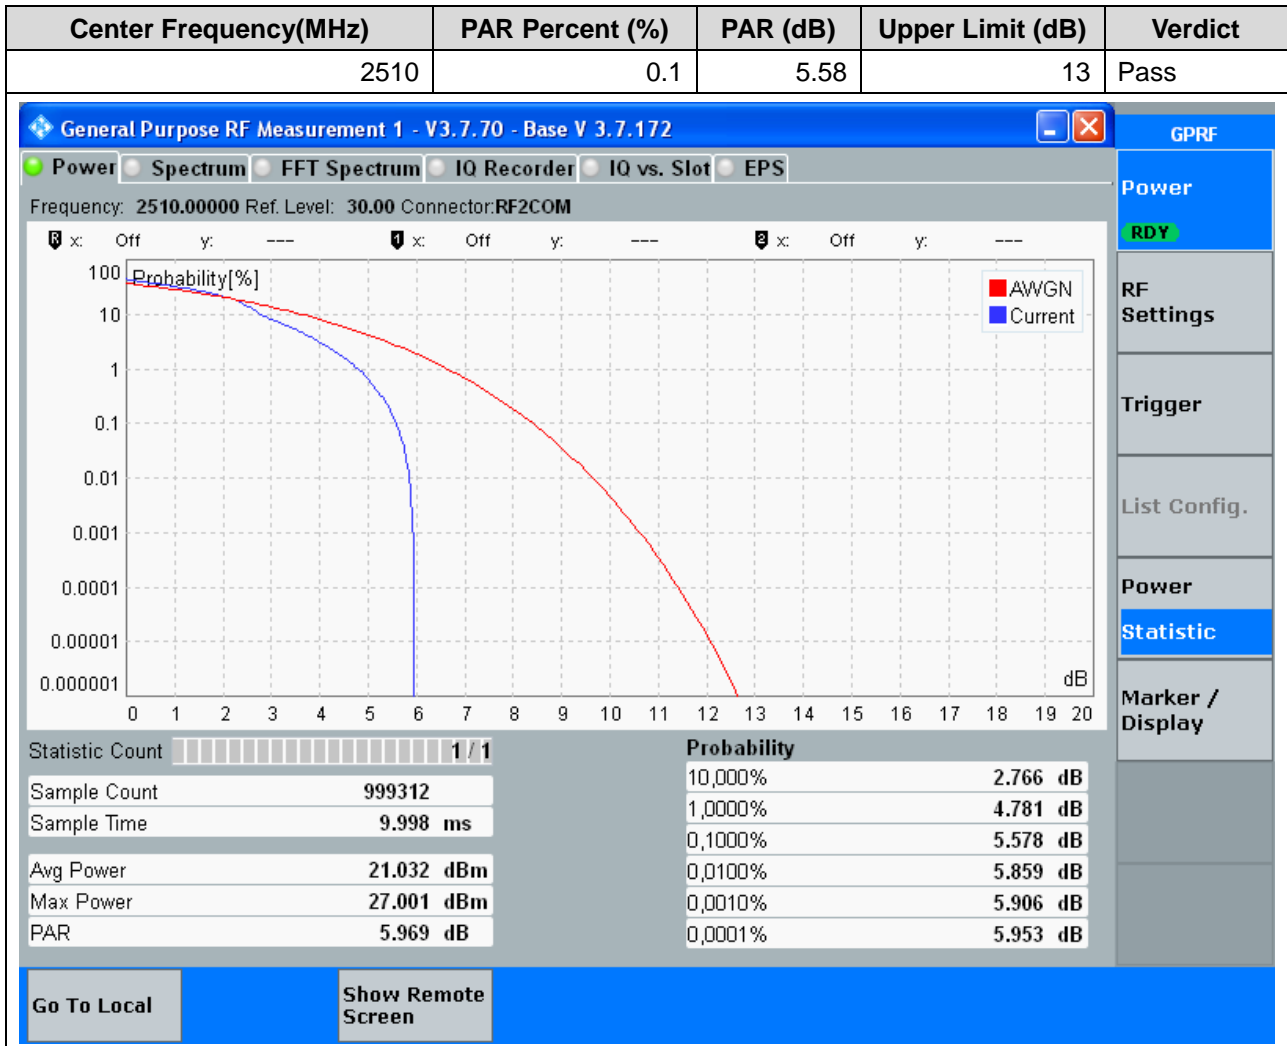 Center Frequency(MHz) PAR Percent (%) PAR (dB) Upper Limit (dB) Verdict
2510 0.1 5.58 13 Pass
General Purpose RF Measurement 1 - V3.7.70 - Base V 3.7.172
GPRF
Power Spectrum FFT Spectrum IQ Recorder IQ vs. Slot EPS
Frequency: 2510.00000 Ref. Level: 30.00 Connector:RF2COM
R x: Off y: --- 1 x: Off y: --- 2 x: Off y: ---
Probability[%]
AWGN
Current
100
10
1
0.1
0.01
0.001
0.0001
0.00001
0.000001
dB
0 1 2 3 4 5 6 7 8 9 10 11 12 13 14 15 16 17 18 19 20
Statistic Count 1 / 1
Sample Count 999312
Sample Time 9.998 ms
Avg Power 21.032 dBm
Max Power 27.001 dBm
PAR 5.969 dB
Probability
10,000% 2.766 dB
1,0000% 4.781 dB
0,1000% 5.578 dB
0,0100% 5.859 dB
0,0010% 5.906 dB
0,0001% 5.953 dB
Power
RDY
RF
Settings
Trigger
List Config.
Power
Statistic
Marker /
Display
Go To Local
Show Remote
Screen